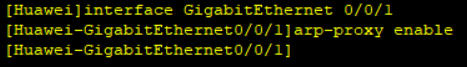 [Huawei]interface GigabitEthernet 0/0/1
[Huawei-GigabitEthernet0/0/1]arp-proxy enable
[Huawei-GigabitEthernet0/0/1]